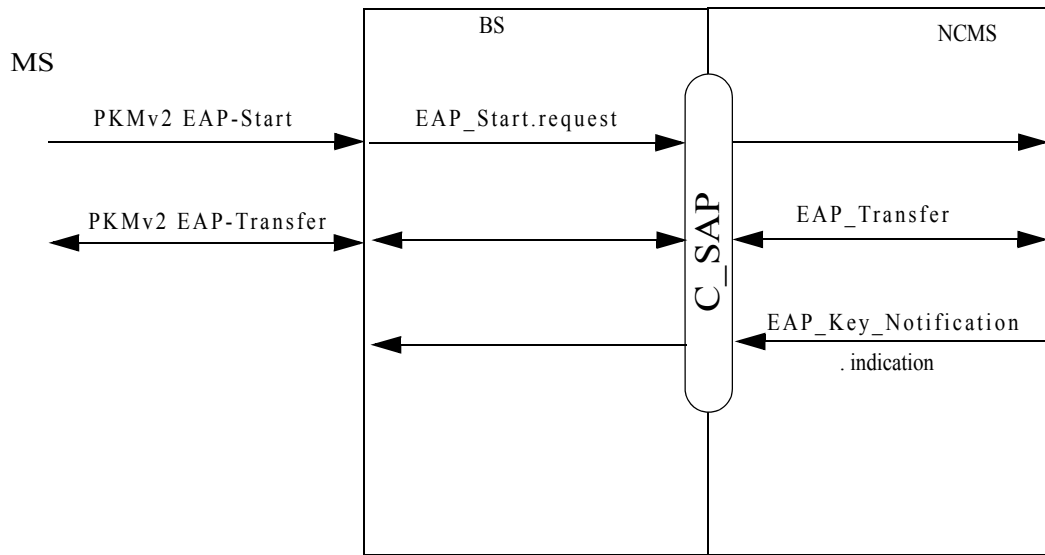 BS
NCMS
MS
PKMv2 EAP-Start
EAP_Start.request
PKMv2 EAP-Transfer
EAP_Transfer
C_SAP
EAP_Key_Notification
. indication